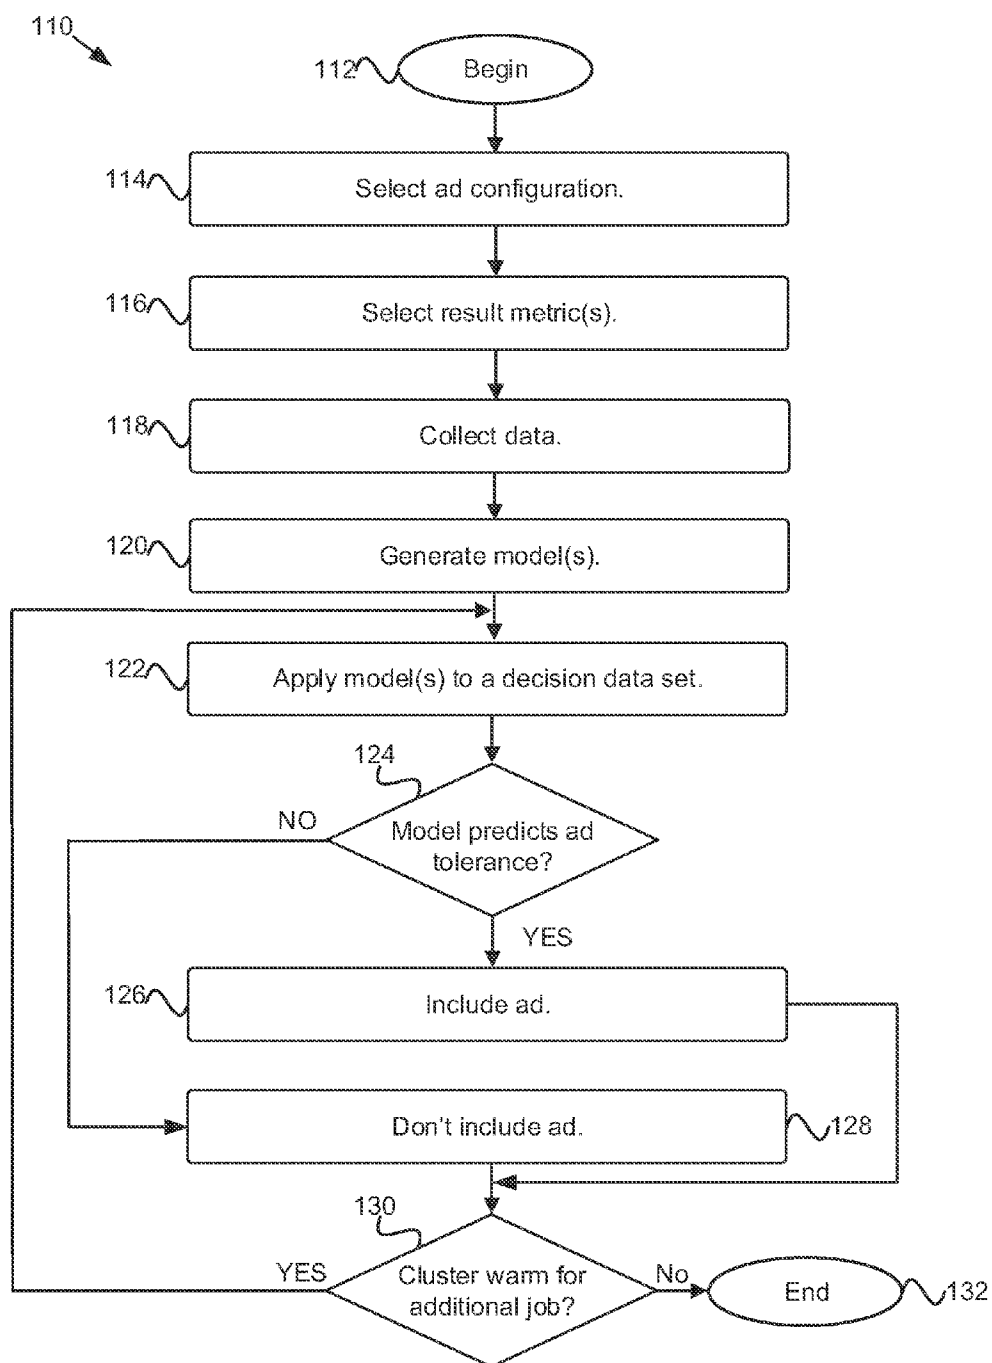 110
112
Begin
114
Select ad configuration.
116
Select result metric(s).
118
Collect data.
120
Generate model(s).
122
Apply model(s) to a decision data set.
124
NO
Model predicts ad
tolerance?
YES
126
Include ad.
Don't include ad.
128
130
YES
Cluster warm for
additional job?
No
End
132